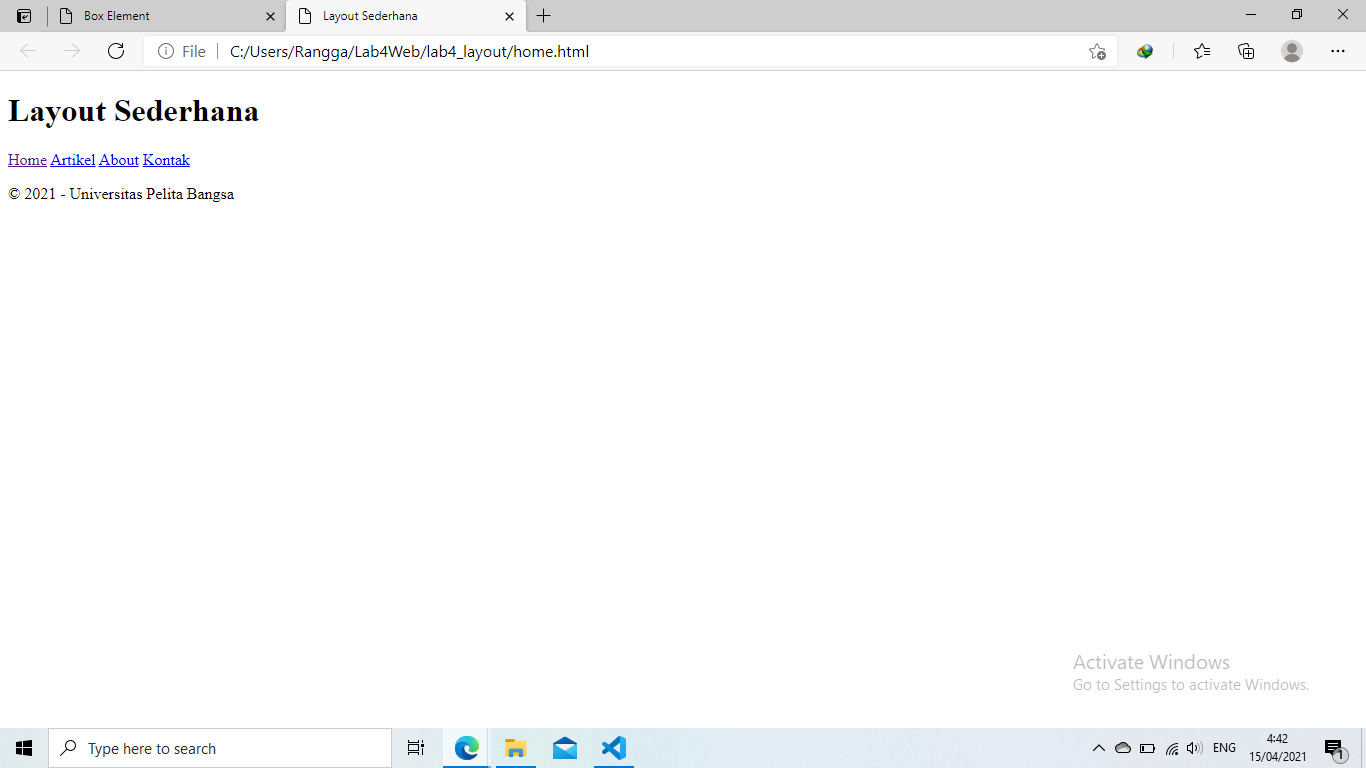 Box Element
Layout Sederhana
File
C:/Users/Rangga/Lab4Web/lab4_layout/home.html
Layout Sederhana
Home Artikel About Kontak
© 2021 - Universitas Pelita Bangsa
Activate Windows
Go to Settings to activate Windows.
Type here to search
ENG
4:42
15/04/2021
1